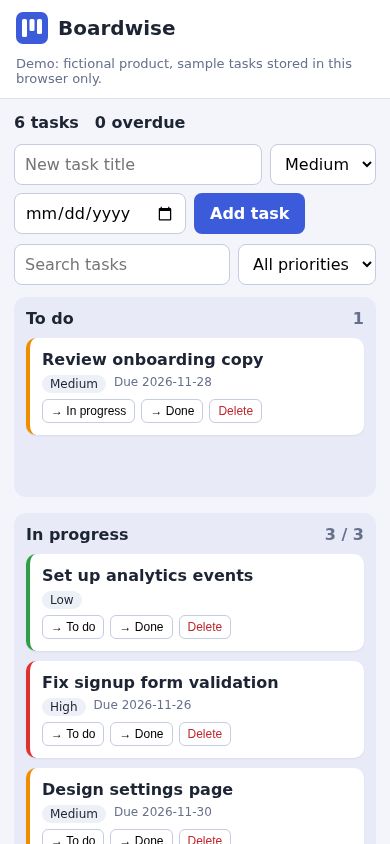 Boardwise
Demo: fictional product, sample tasks stored in this
browser only.
6 tasks 0 overdue
New task title
Medium
mm/dd/yyyy
Add task
Search tasks
All priorities
To do 1
Review onboarding copy
Medium Due 2026-11-28
→ In progress → Done Delete
In progress 3 / 3
Set up analytics events
Low
→ To do → Done Delete
Fix signup form validation
High Due 2026-11-26
→ To do → Done Delete
Design settings page
Medium Due 2026-11-30
→ To do → Done Delete